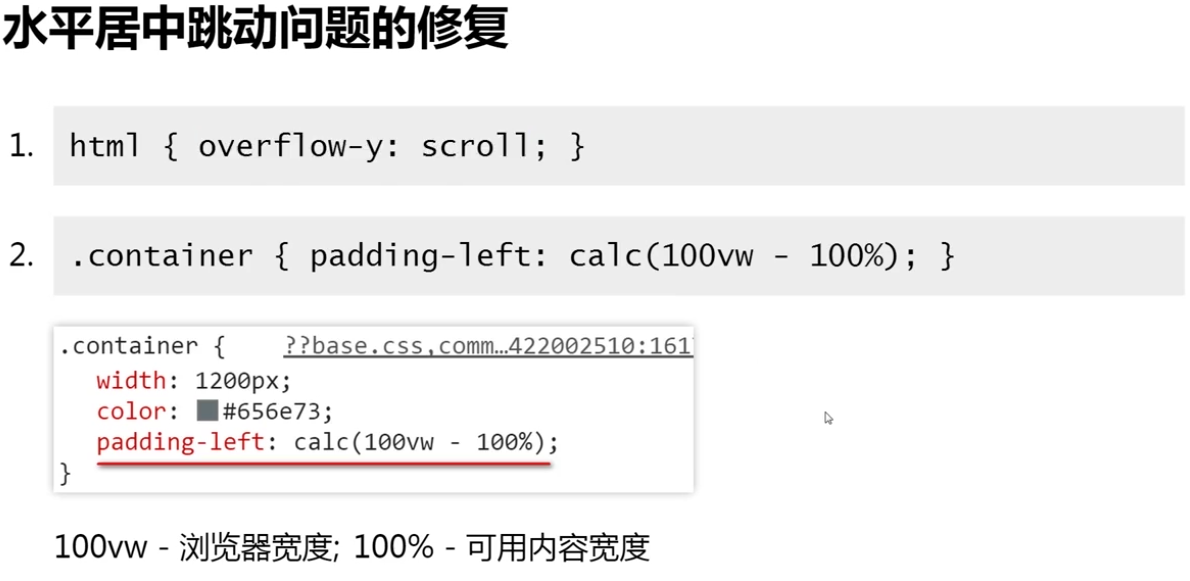 水平居中跳动问题的修复
1. html { overflow-y: scroll; }
2. .container { padding-left: calc(100vw - 100%); }
.container { ??base.css,comm…422002510:161
width: 1200px;
color: #656e73;
padding-left: calc(100vw - 100%);
}
100vw - 浏览器宽度; 100% - 可用内容宽度